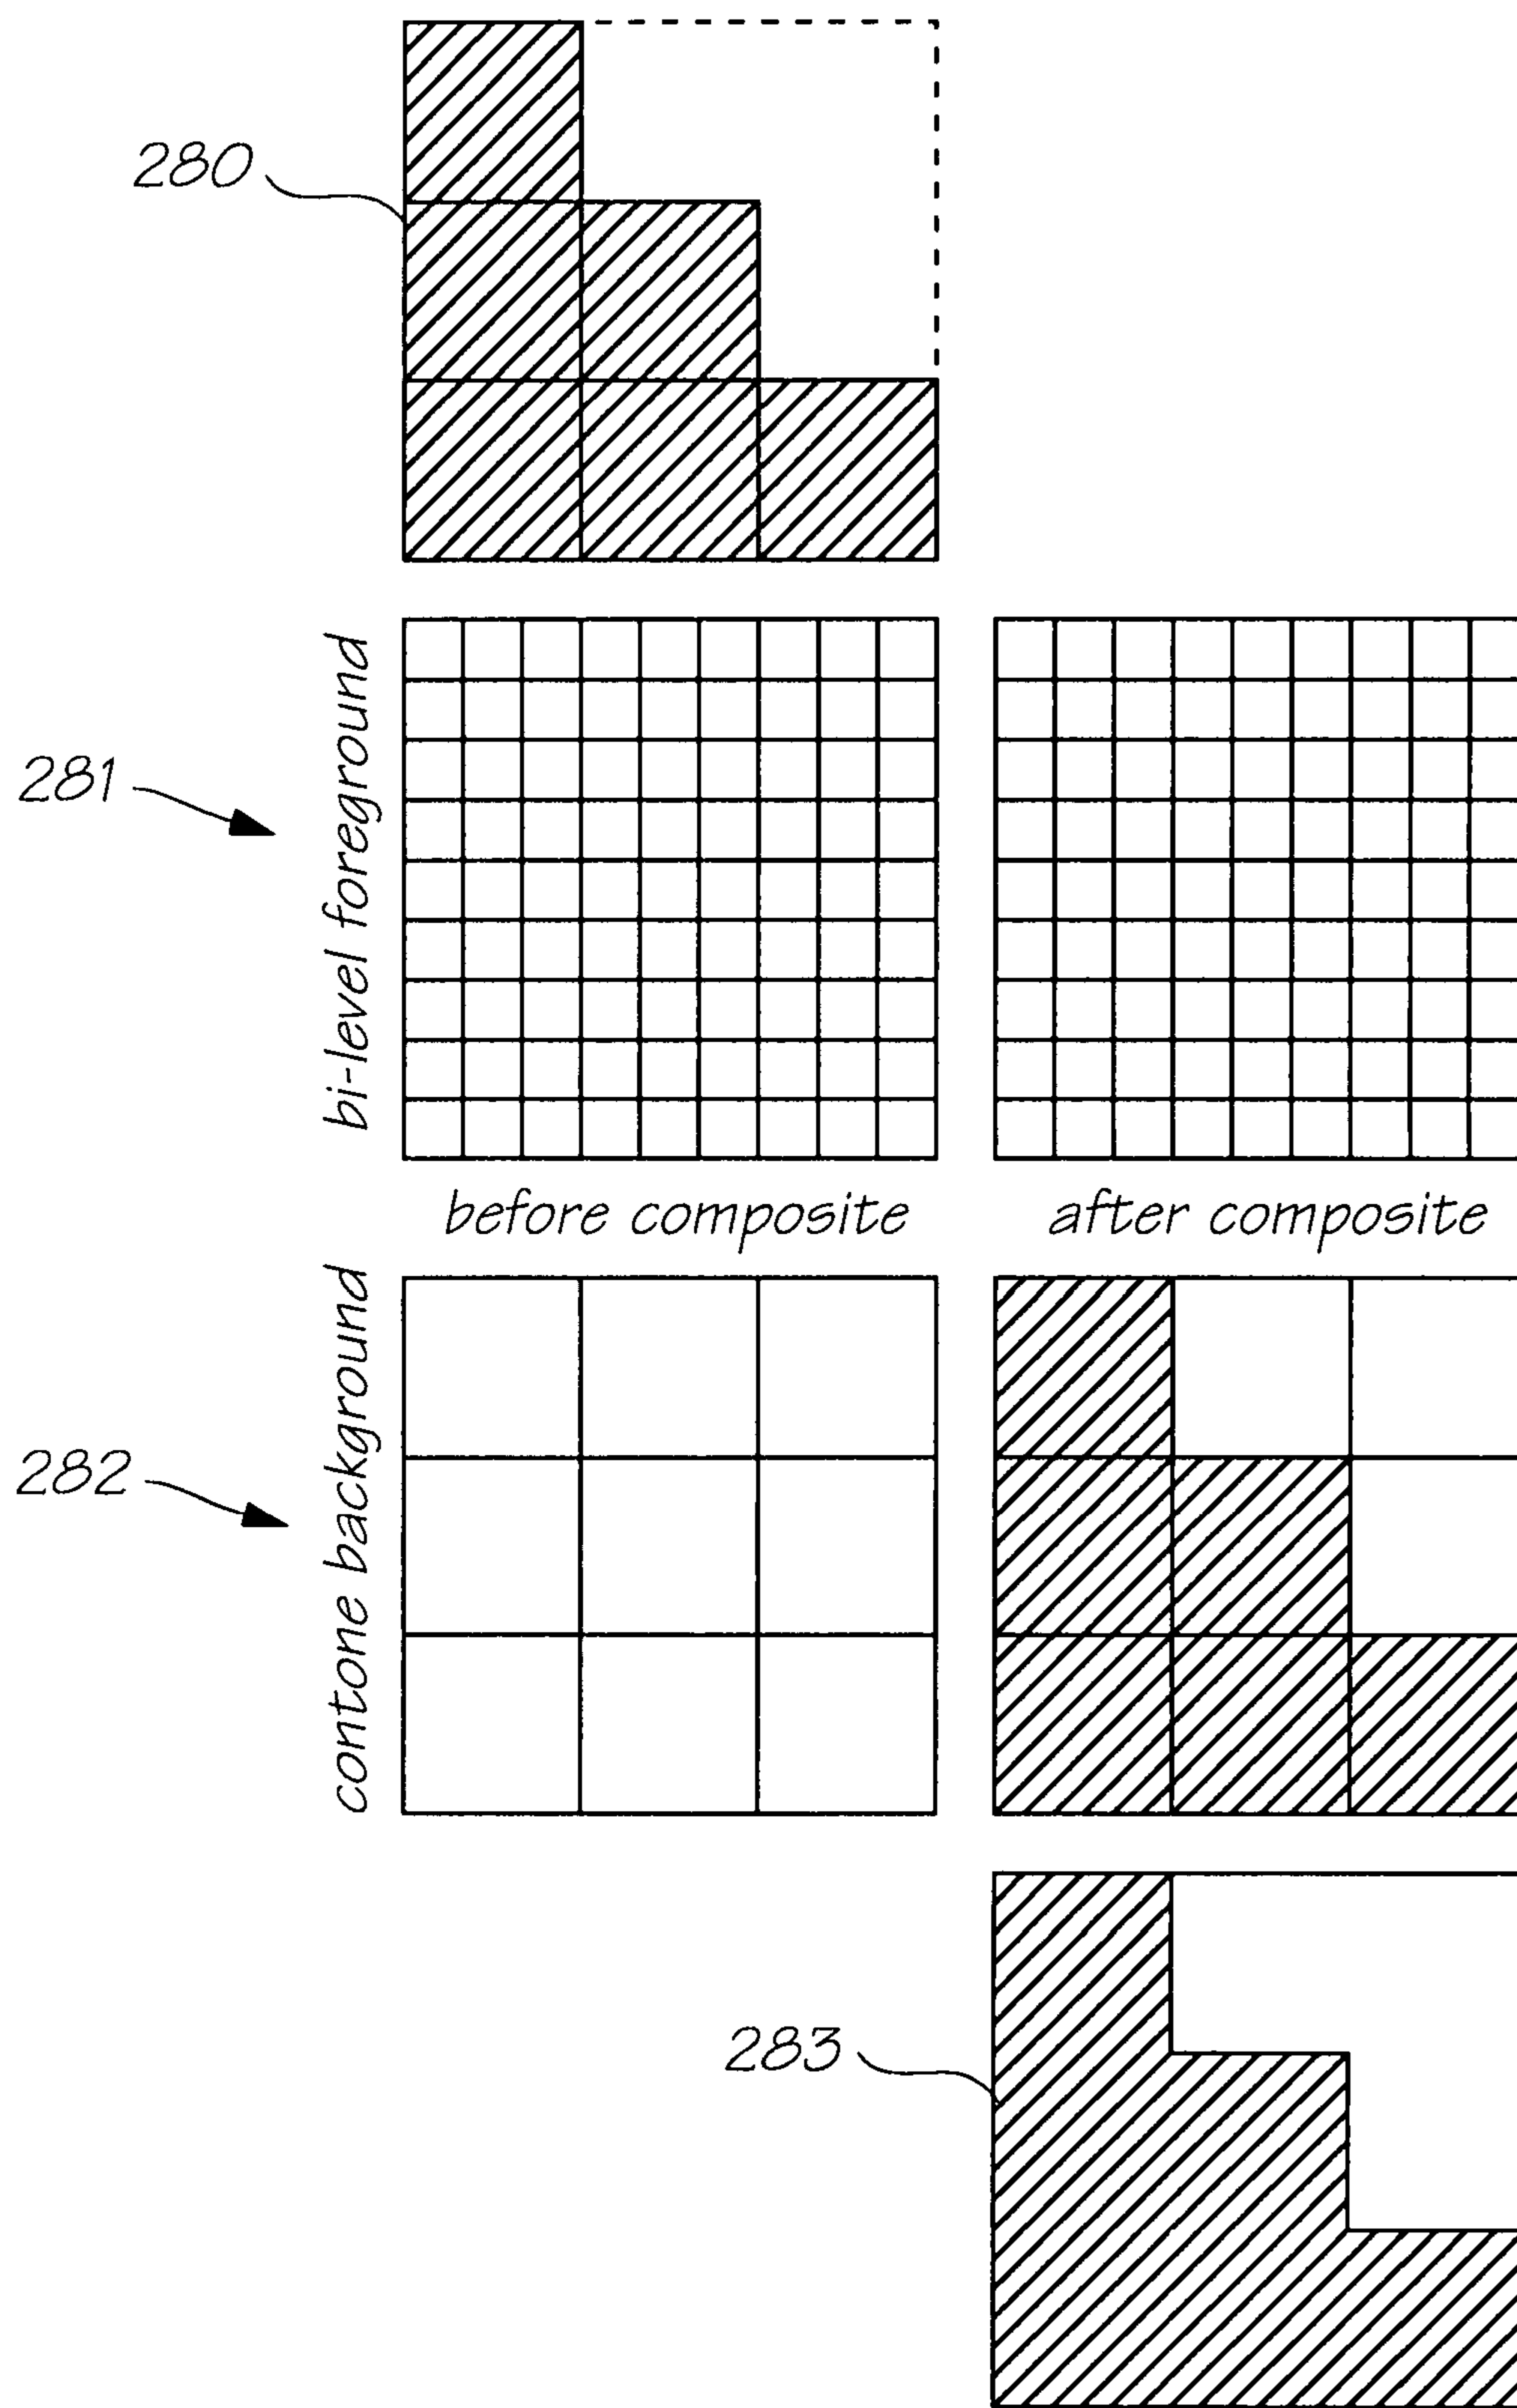 280
281
bi-level foreground
before composite
after composite
282
contone background
283